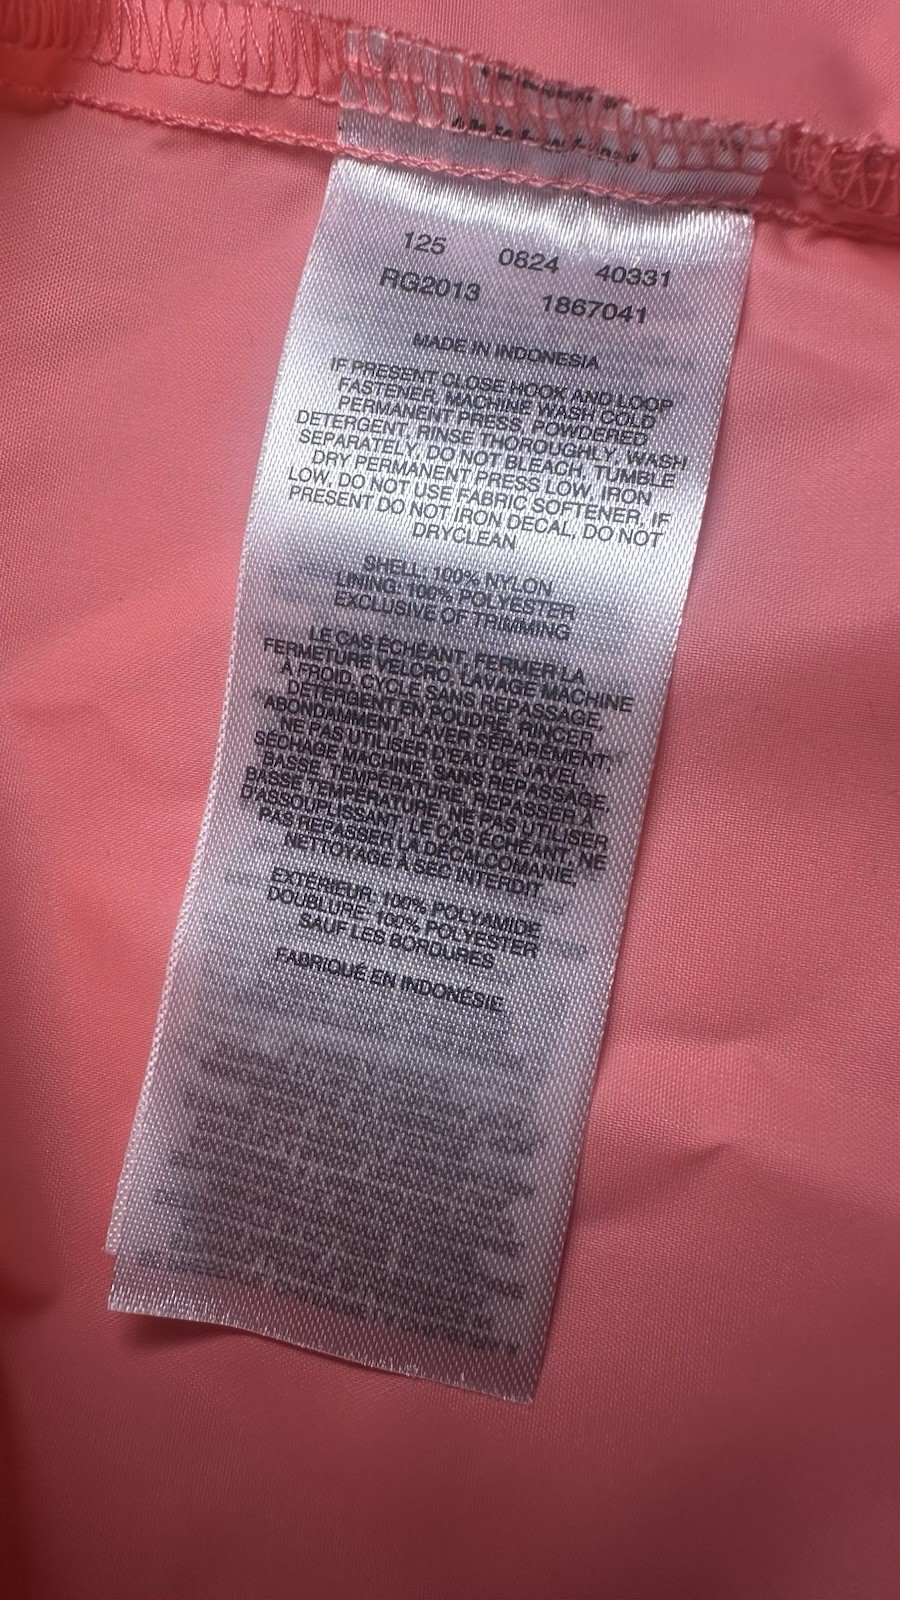 125 0824 40331
RG2013 1867041
MADE IN INDONESIA
IF PRESENT CLOSE HOOK AND LOOP
FASTENER, MACHINE WASH COLD
PERMANENT PRESS, POWDERED
DETERGENT, RINSE THOROUGHLY, WASH
SEPARATELY, DO NOT BLEACH, TUMBLE
DRY PERMANENT PRESS LOW, IRON
LOW, DO NOT USE FABRIC SOFTENER, IF
PRESENT DO NOT IRON DECAL, DO NOT
DRYCLEAN
SHELL: 100% NYLON
LINING: 100% POLYESTER
EXCLUSIVE OF TRIMMING
LE CAS ÉCHÉANT, FERMER LA
FERMETURE VELCRO, LAVAGE MACHINE
À FROID, CYCLE SANS REPASSAGE,
DÉTERGENT EN POUDRE, RINCER
ABONDAMMENT, LAVER SÉPARÉMENT,
NE PAS UTILISER D'EAU DE JAVEL,
SÉCHAGE MACHINE, SANS REPASSAGE,
BASSE TEMPÉRATURE, REPASSER À
BASSE TEMPÉRATURE, NE PAS UTILISER
D'ASSOUPLISSANT, LE CAS ÉCHÉANT, NE
PAS REPASSER LA DÉCALCOMANIE,
NETTOYAGE À SEC INTERDIT
EXTÉRIEUR: 100% POLYAMIDE
DOUBLURE: 100% POLYESTER
SAUF LES BORDURES
FABRIQUÉ EN INDONÉSIE